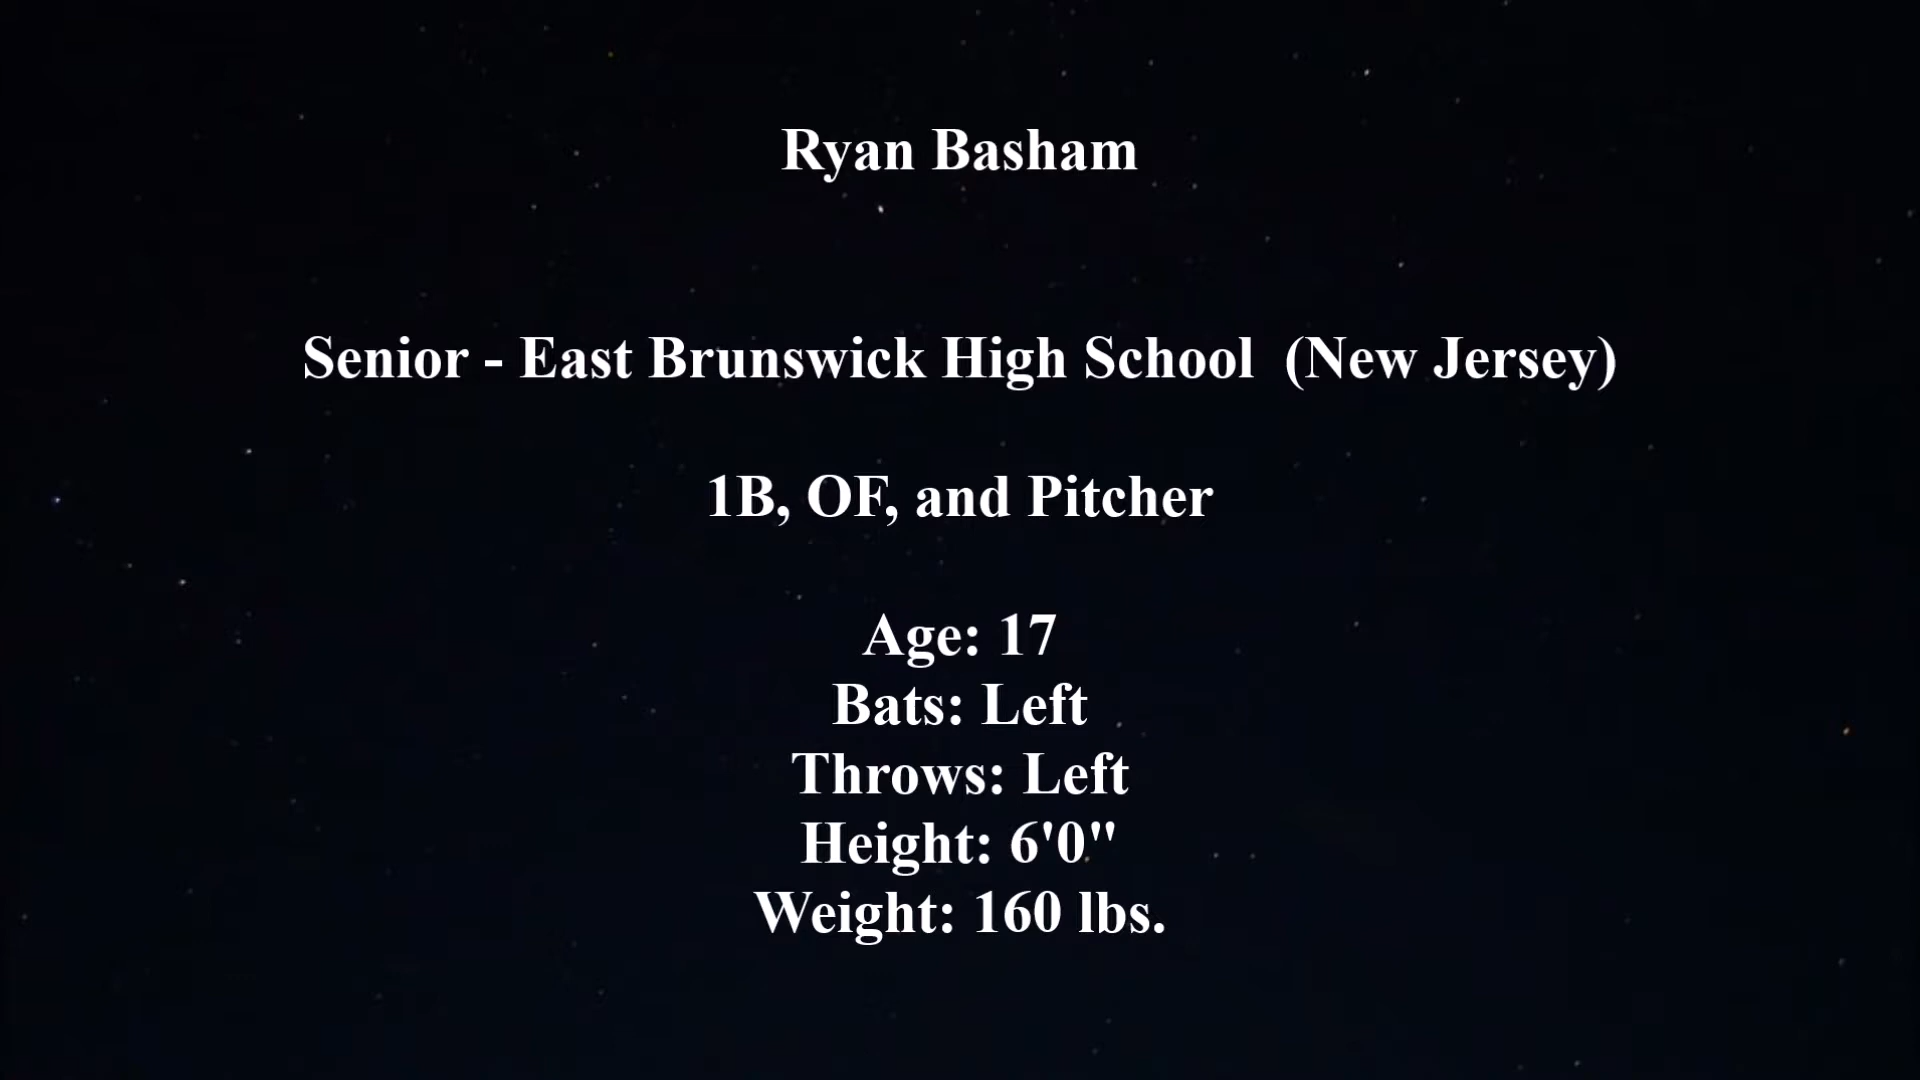 Ryan Basham
Senior - East Brunswick High School  (New Jersey)
1B, OF, and Pitcher
Age: 17
Bats: Left
Throws: Left
Height: 6'0"
Weight: 160 lbs.